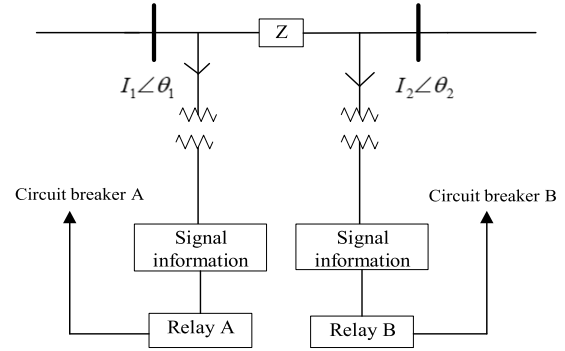 Z
I₁∠θ₁
I₂∠θ₂
Circuit breaker A
Circuit breaker B
Signal
information
Signal
information
Relay A
Relay B